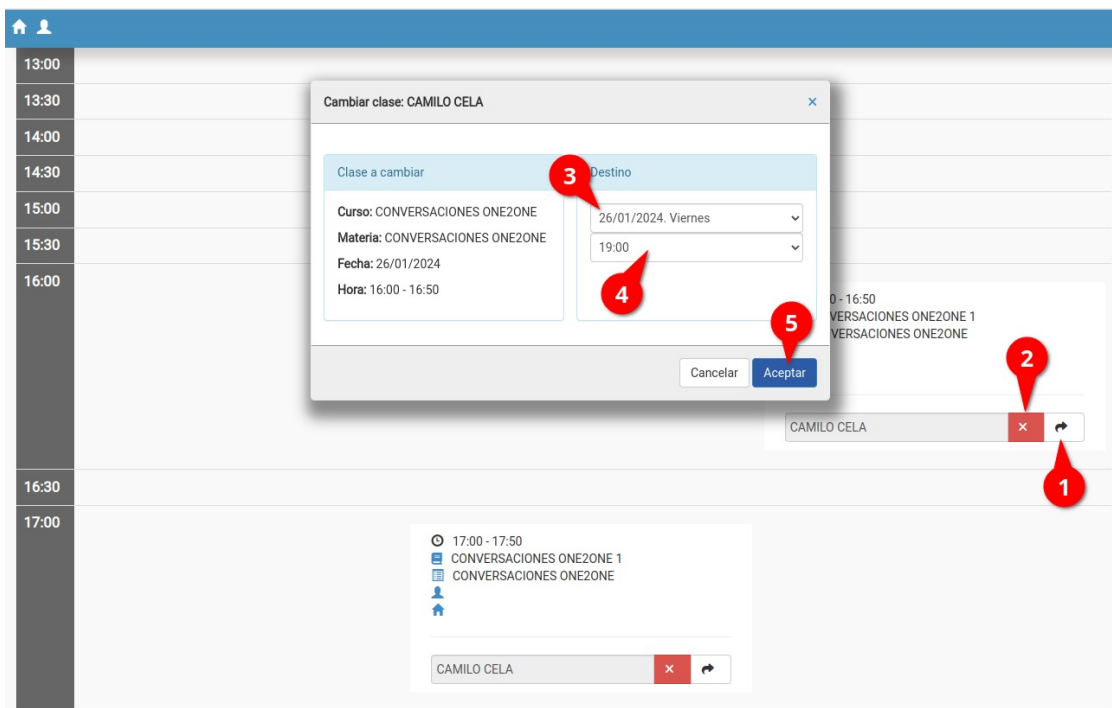 13:00
13:30
14:00
14:30
15:00
15:30
16:00
16:30
17:00
Cambiar clase: CAMILO CELA
×
Clase a cambiar
Curso: CONVERSACIONES ONE2ONE
Materia: CONVERSACIONES ONE2ONE
Fecha: 26/01/2024
Hora: 16:00 - 16:50
3
Destino
26/01/2024. Viernes
19:00
4
5
Cancelar
Aceptar
0 - 16:50
VERSACIONES ONE2ONE 1
VERSACIONES ONE2ONE
2
CAMILO CELA
×
1
17:00 - 17:50
CONVERSACIONES ONE2ONE 1
CONVERSACIONES ONE2ONE
CAMILO CELA
×